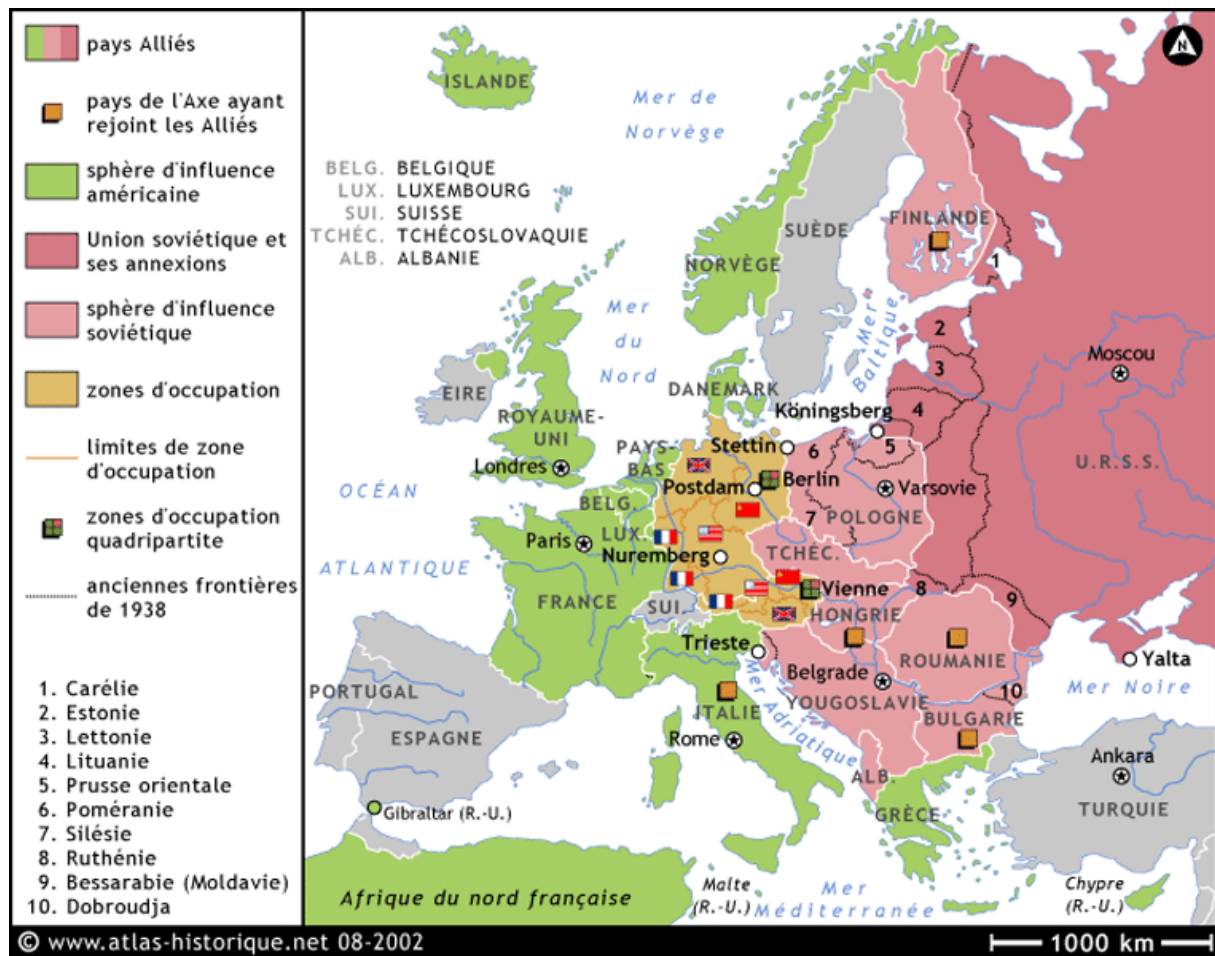 pays Alliés
pays de l'Axe ayant
rejoint les Alliés
sphère d'influence
américaine
Union soviétique et
ses annexions
sphère d'influence
soviétique
zones d'occupation
limites de zone
d'occupation
zones d'occupation
quadripartite
anciennes frontières
de 1938
1. Carélie
2. Estonie
3. Lettonie
4. Lituanie
5. Prusse orientale
6. Poméranie
7. Silésie
8. Ruthénie
9. Bessarabie (Moldavie)
10. Dobroudja
N
ISLANDE
Mer de
Norvège
BELG. BELGIQUE
LUX. LUXEMBOURG
SUI. SUISSE
TCHÉC. TCHÉCOSLOVAQUIE
ALB. ALBANIE
SUÈDE
FINLANDE
NORVÈGE
1
Mer
du
Nord
Mer
Baltique
2
Moscou
3
EIRE
DANEMARK
ROYAUME-
UNI
Köningsberg
4
PAYS-
BAS
Stettin
6
5
U.R.S.S.
Londres
Berlin
OCÉAN
Postdam
Varsovie
BELG.
7
POLOGNE
Paris
LUX.
Nuremberg
TCHÉC.
ATLANTIQUE
Vienne
8
9
FRANCE
SUI.
HONGRIE
Trieste
ROUMANIE
Yalta
Belgrade
Mer Noire
PORTUGAL
10
YOUGOSLAVIE
ITALIE
Mer Adriatique
BULGARIE
ESPAGNE
Rome
Ankara
ALB.
TURQUIE
Gibraltar (R.-U.)
GRÈCE
Afrique du nord française
Malte
(R.-U.)
Mer
Méditerranée
Chypre
(R.-U.)
© www.atlas-historique.net 08-2002
1000 km